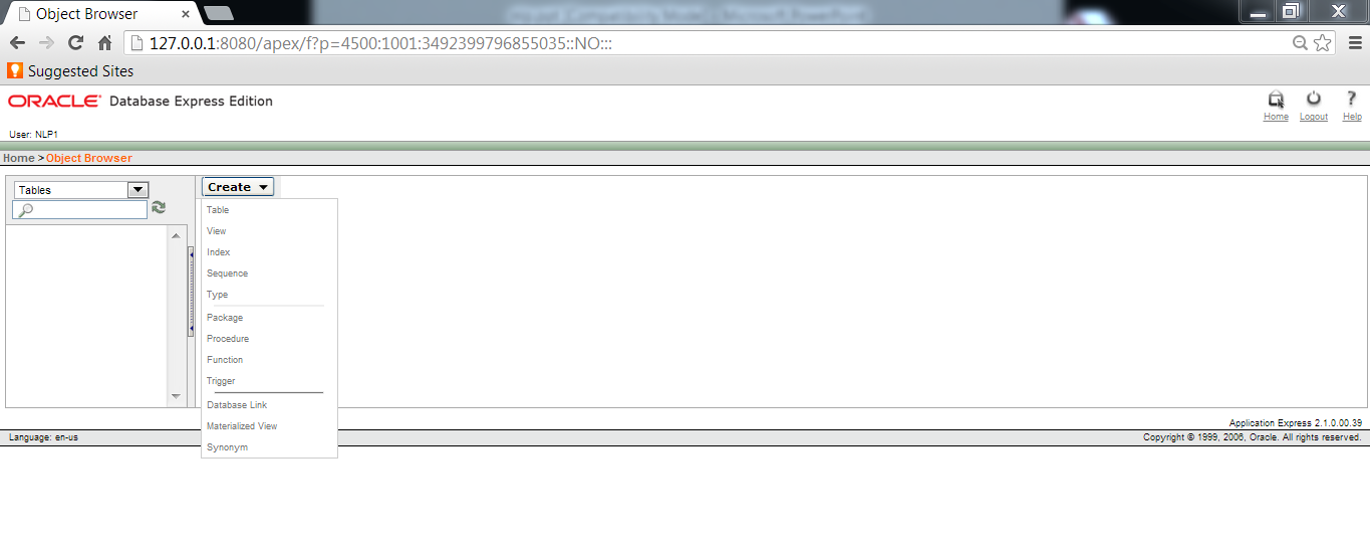 Object Browser
127.0.0.1:8080/apex/f?p=4500:1001:3492399796855035::NO:::
Suggested Sites
ORACLE Database Express Edition
Home Logout Help
User: NLP1
Home > Object Browser
Tables
Create
Table
View
Index
Sequence
Type
Package
Procedure
Function
Trigger
Database Link
Materialized View
Synonym
Application Express 2.1.0.00.39
Language: en-us
Copyright © 1999, 2006, Oracle. All rights reserved.